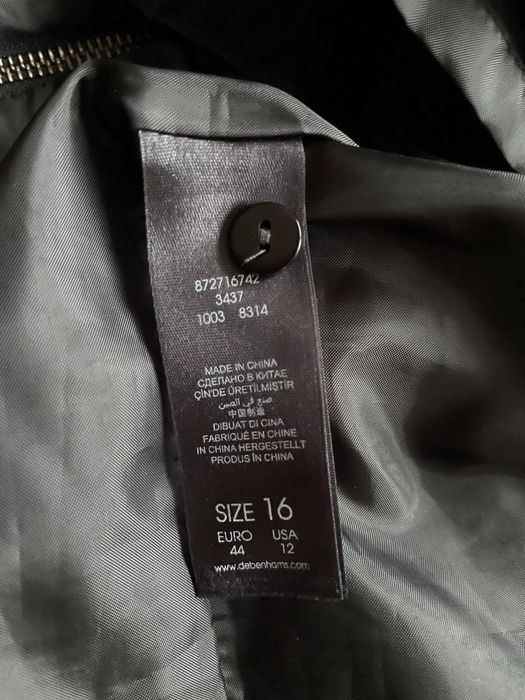 872716742
3437
1003 8314
MADE IN CHINA
СДЕЛАНО В КИТАЕ
ÇİN'DE ÜRETİLMİŞTİR
صنع في الصين
中国制造
DIBUAT DI CINA
FABRIQUÉ EN CHINE
IN CHINA HERGESTELLT
PRODUS ÎN CHINA
SIZE 16
EURO USA
44 12
www.debenhams.com